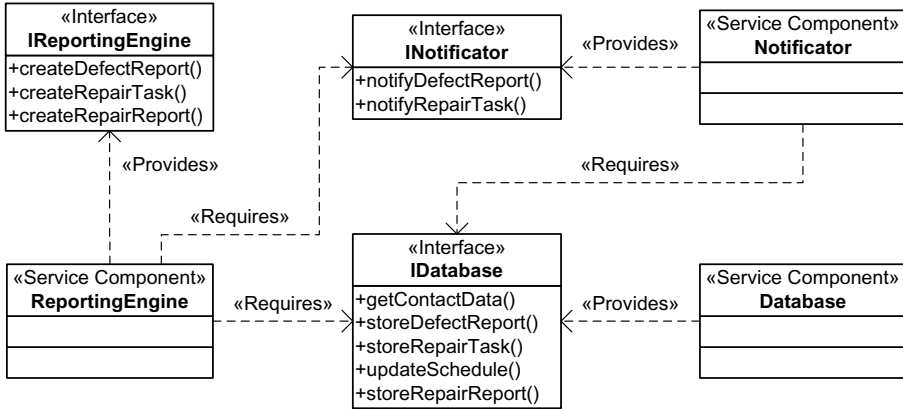 «Interface»
IReportingEngine
+createDefectReport()
+createRepairTask()
+createRepairReport()
«Interface»
INotificator
+notifyDefectReport()
+notifyRepairTask()
«Provides»
«Service Component»
Notificator
«Provides»
«Requires»
«Requires»
«Service Component»
ReportingEngine
«Requires»
«Interface»
IDatabase
+getContactData()
+storeDefectReport()
+storeRepairTask()
+updateSchedule()
+storeRepairReport()
«Provides»
«Service Component»
Database